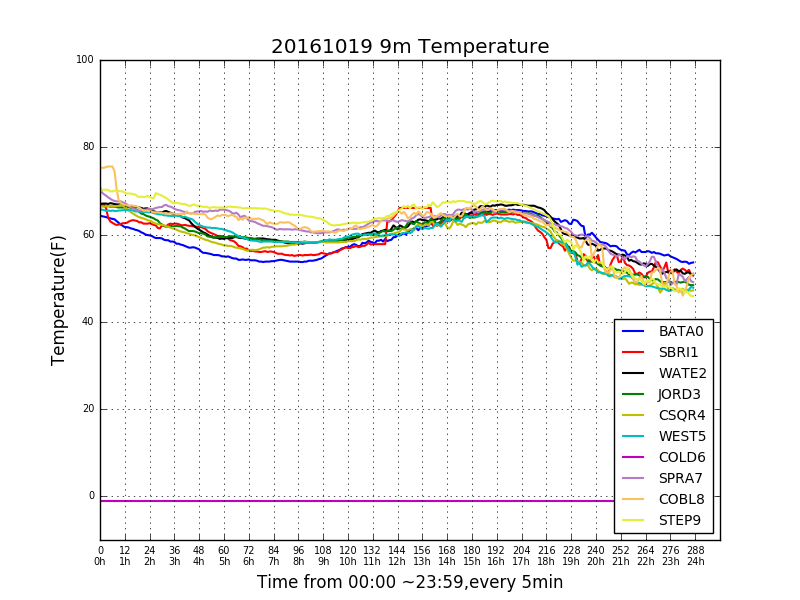 20161019 9m Temperature
Temperature(F)
100
80
60
40
20
0
BATA0
SBRI1
WATE2
JORD3
CSQR4
WEST5
COLD6
SPRA7
COBL8
STEP9
0 12 24 36 48 60 72 84 96 108 120 132 144 156 168 180 192 204 216 228 240 252 264 276 288
0h 1h 2h 3h 4h 5h 6h 7h 8h 9h 10h 11h 12h 13h 14h 15h 16h 17h 18h 19h 20h 21h 22h 23h 24h
Time from 00:00 ~23:59,every 5min